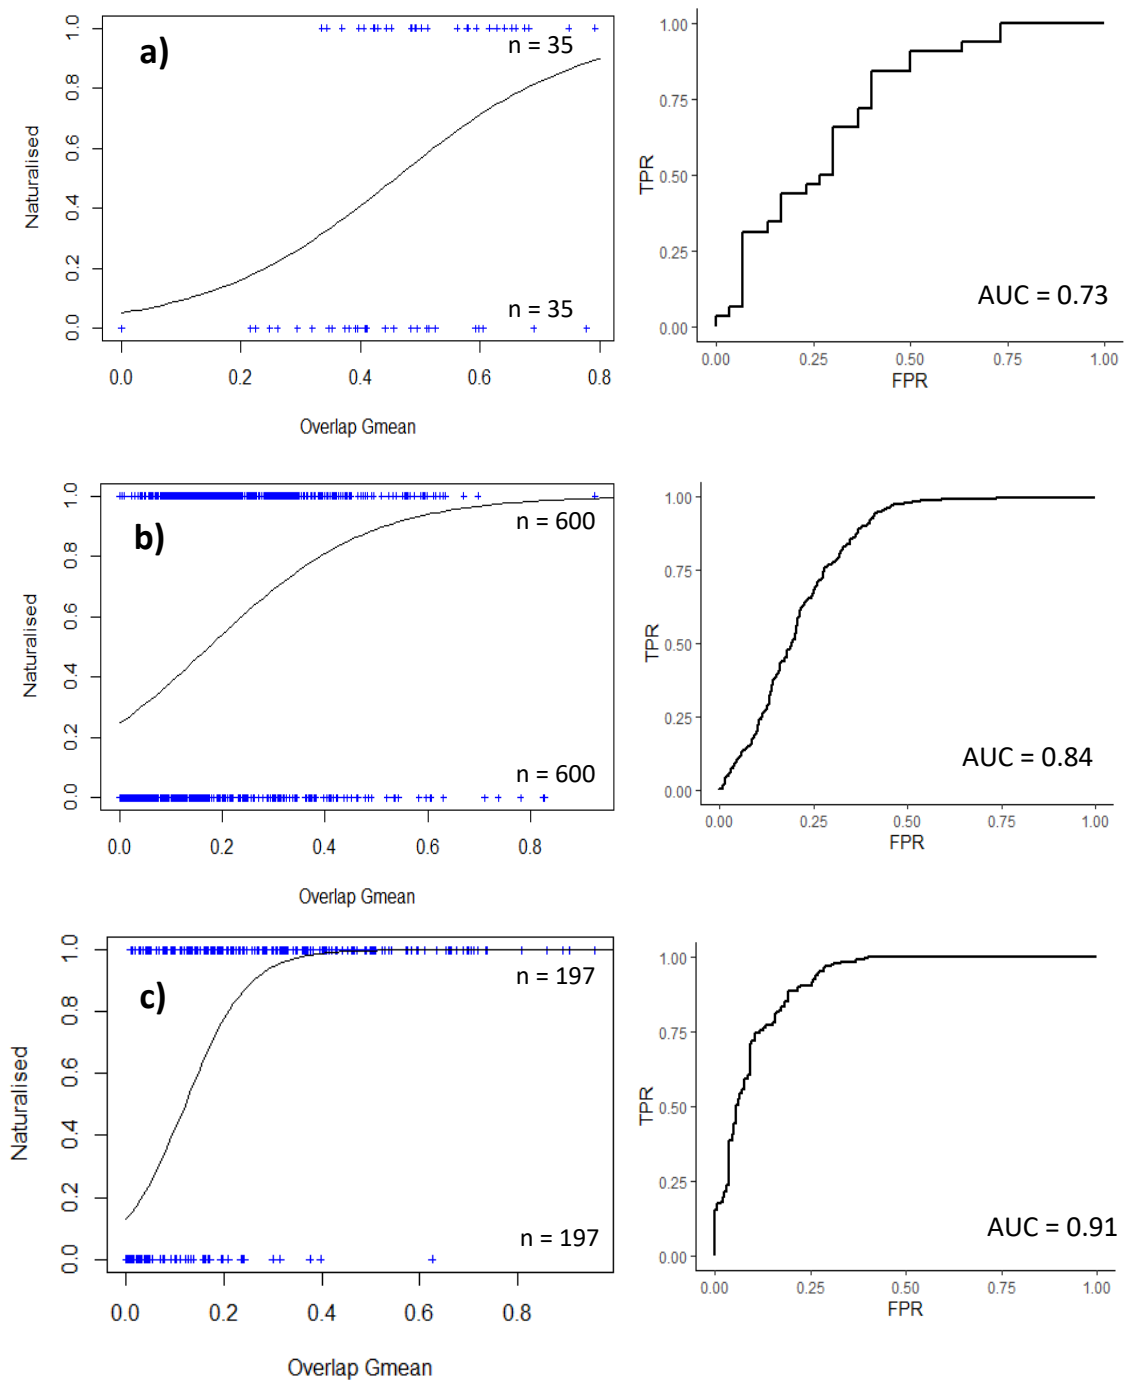 a)
n = 35
n = 35
Naturalised
0.0 0.2 0.4 0.6 0.8 1.0
0.0 0.2 0.4 0.6 0.8
Overlap Gmean
TPR
1.00
0.75
0.50
0.25
0.00
AUC = 0.73
0.00 0.25 0.50 0.75 1.00
FPR
b)
n = 600
n = 600
Naturalised
0.0 0.2 0.4 0.6 0.8 1.0
0.0 0.2 0.4 0.6 0.8
Overlap Gmean
TPR
1.00
0.75
0.50
0.25
0.00
AUC = 0.84
0.00 0.25 0.50 0.75 1.00
FPR
c)
n = 197
n = 197
Naturalised
0.0 0.2 0.4 0.6 0.8 1.0
0.0 0.2 0.4 0.6 0.8
Overlap Gmean
TPR
1.00
0.75
0.50
0.25
0.00
AUC = 0.91
0.00 0.25 0.50 0.75 1.00
FPR